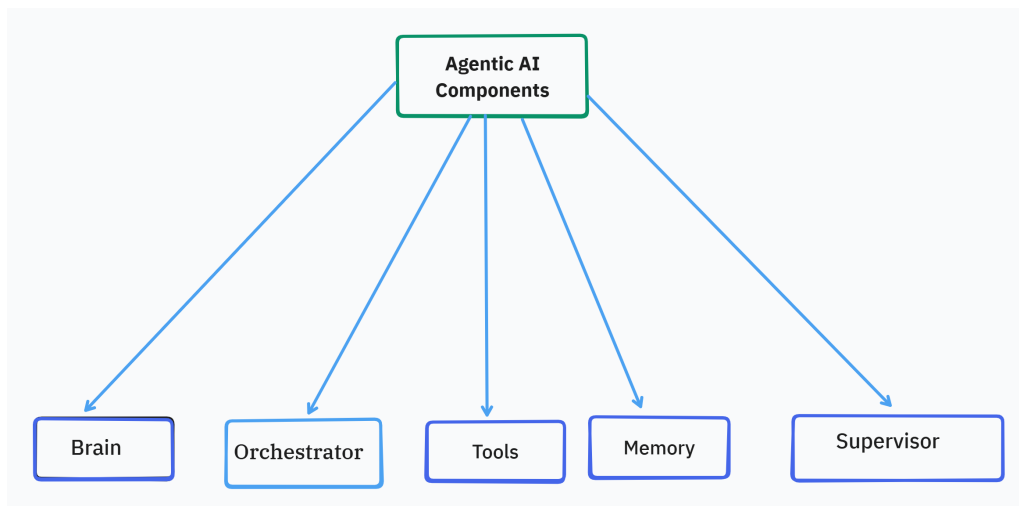 Agentic AI
Components
Brain
Orchestrator
Tools
Memory
Supervisor